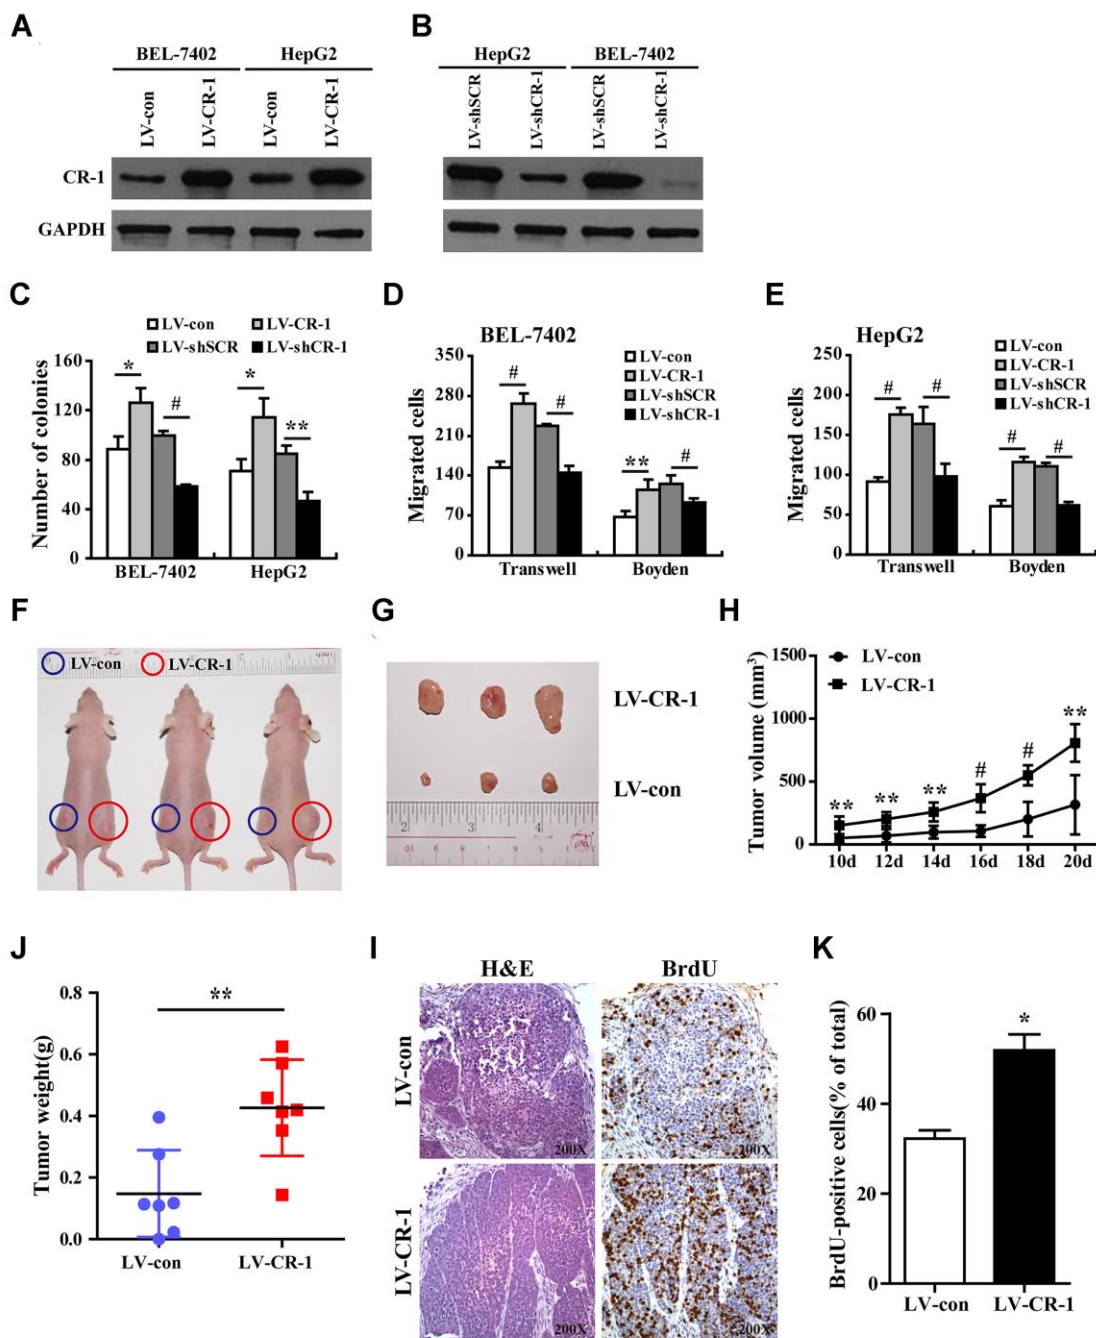 A
BEL-7402 HepG2
LV-con LV-CR-1 LV-con LV-CR-1
CR-1
GAPDH
B
HepG2 BEL-7402
LV-shSCR LV-shCR-1 LV-shSCR LV-shCR-1
C
LV-con LV-CR-1
LV-shSCR LV-shCR-1
Number of colonies
160
120
80
40
0
* # * **
BEL-7402 HepG2
D
BEL-7402
LV-con
LV-CR-1
LV-shSCR
LV-shCR-1
Migrated cells
350
280
210
140
70
0
# # ** #
Transwell Boyden
E
HepG2
LV-con
LV-CR-1
LV-shSCR
LV-shCR-1
Migrated cells
250
200
150
100
50
0
# # # #
Transwell Boyden
F
LV-con LV-CR-1
G
LV-CR-1
LV-con
2 3 4
H
LV-con
LV-CR-1
Tumor volume (mm³)
1500
1000
500
0
** ** ** # # **
10d 12d 14d 16d 18d 20d
J
Tumor weight(g)
0.8
0.6
0.4
0.2
0.0
**
LV-con LV-CR-1
I
H&E BrdU
LV-con
200X 200X
LV-CR-1
200X 200X
K
BrdU-positive cells(% of total)
60
40
20
0
*
LV-con LV-CR-1